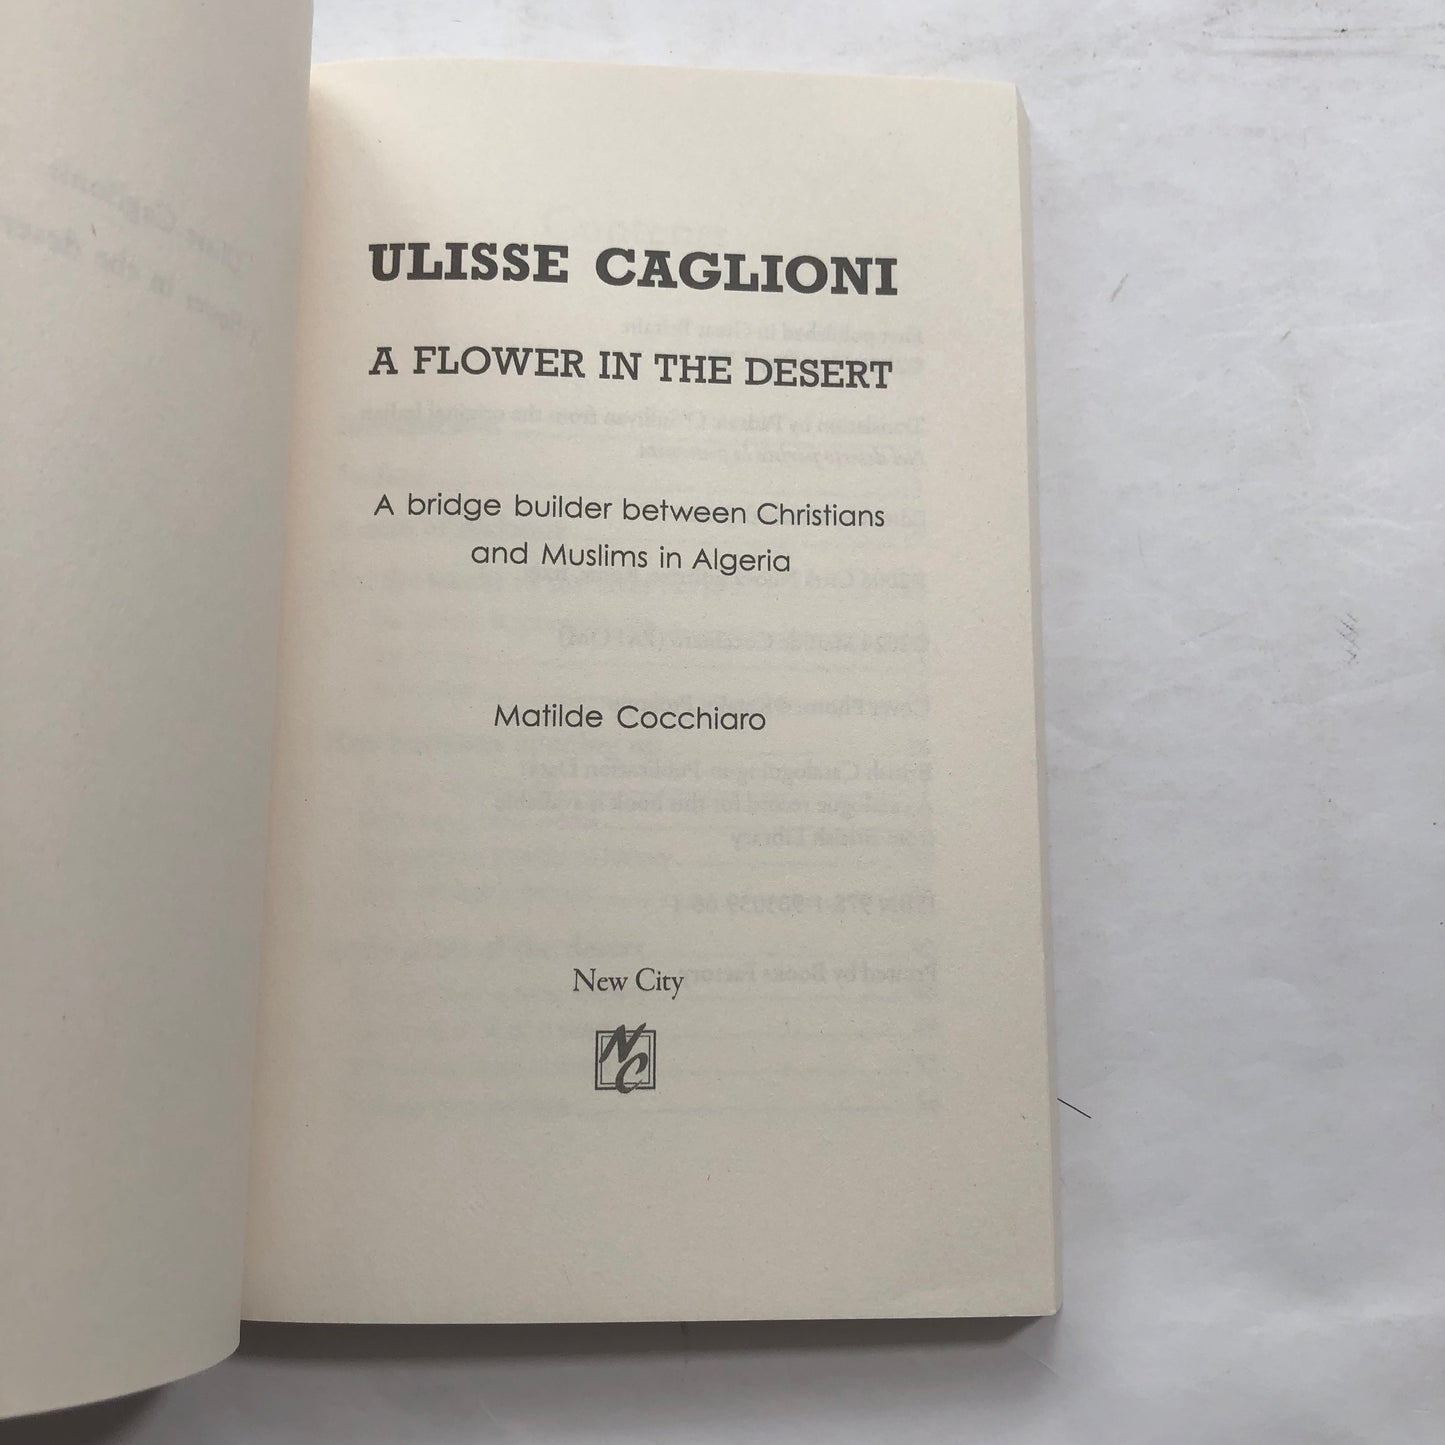 ULISSE CAGLIONI
A FLOWER IN THE DESERT
A bridge builder between Christians
and Muslims in Algeria
Matilde Cocchiaro
New City
NC